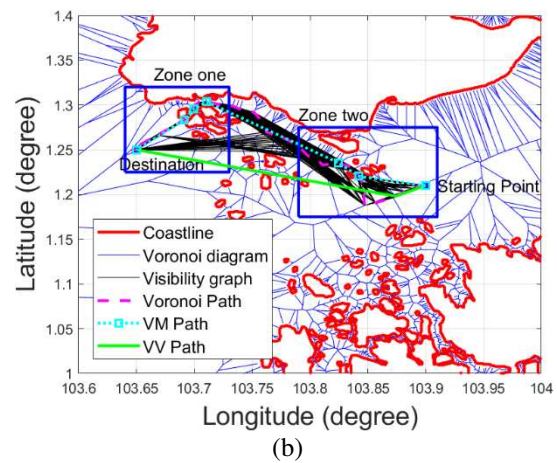 1.4
1.35
1.3
1.25
1.2
1.15
1.1
1.05
1
Latitude (degree)
Zone one
Zone two
Destination
Starting Point
Coastline
Voronoi diagram
Visibility graph
Voronoi Path
VM Path
VV Path
103.6 103.65 103.7 103.75 103.8 103.85 103.9 103.95 104
Longitude (degree)
(b)